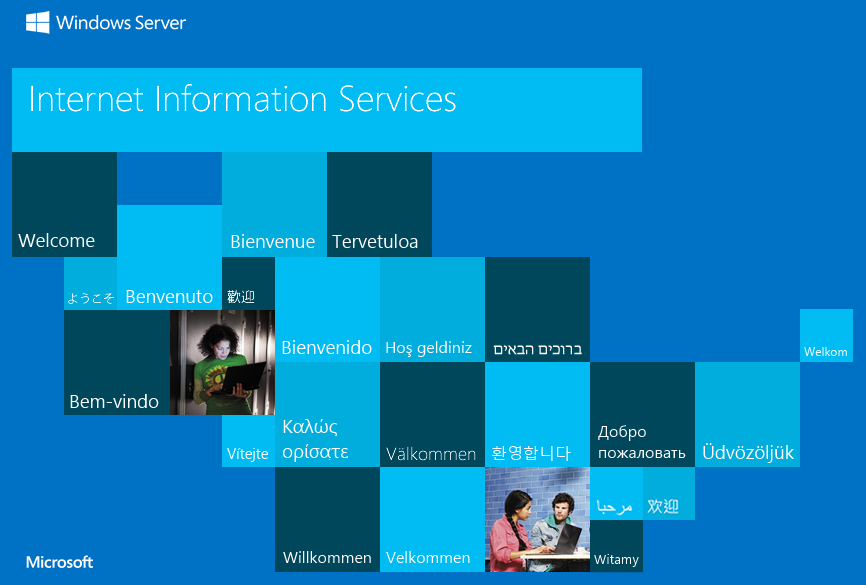 Windows Server
Internet Information Services
Welcome
Bienvenue
Tervetuloa
ようこそ
Benvenuto
歡迎
Bienvenido
Hoş geldiniz
ברוכים הבאים
Welkom
Bem-vindo
Vítejte
Καλώς
ορίσατε
Välkommen
환영합니다
Добро
пожаловать
Üdvözöljük
مرحبا
欢迎
Willkommen
Velkommen
Witamy
Microsoft